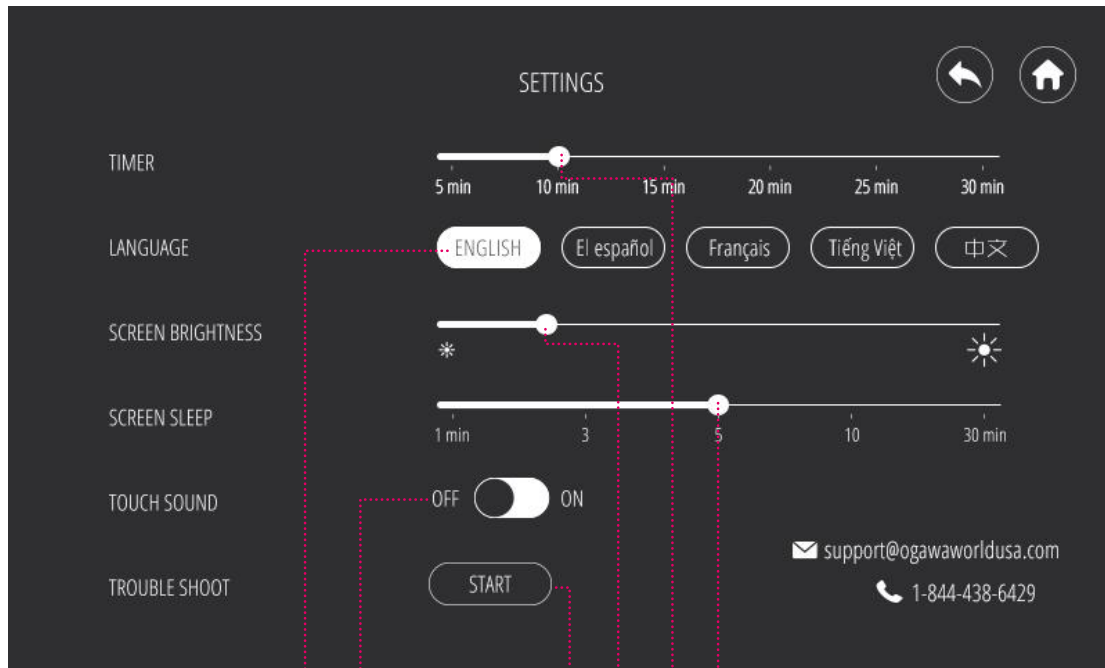 SETTINGS
TIMER
5 min 10 min 15 min 20 min 25 min 30 min
LANGUAGE ENGLISH El español Français Tiếng Việt 中文
SCREEN BRIGHTNESS
SCREEN SLEEP
1 min 3 5 10 30 min
TOUCH SOUND OFF ON
support@ogawaworldusa.com
TROUBLE SHOOT START 1-844-438-6429